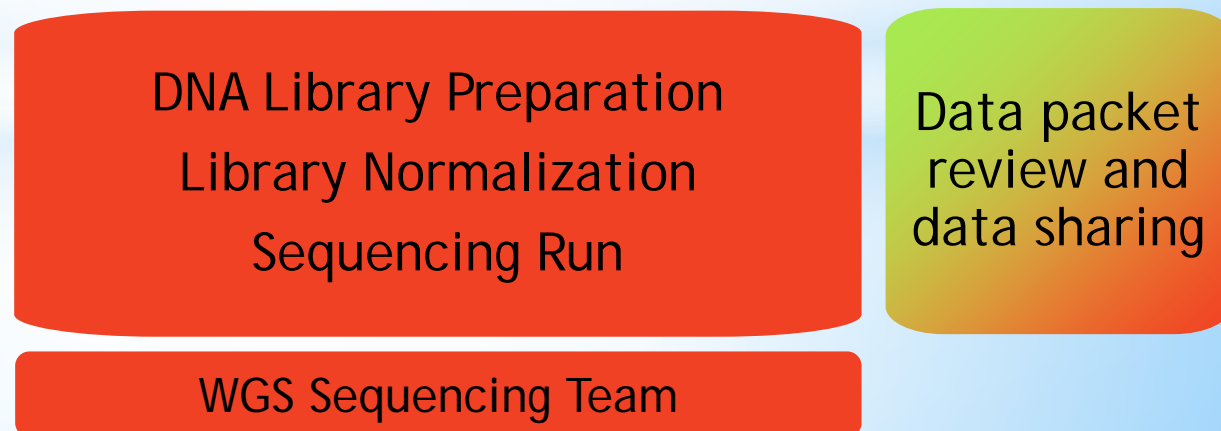 DNA Library Preparation
Library Normalization
Sequencing Run
Data packet
review and
data sharing
WGS Sequencing Team